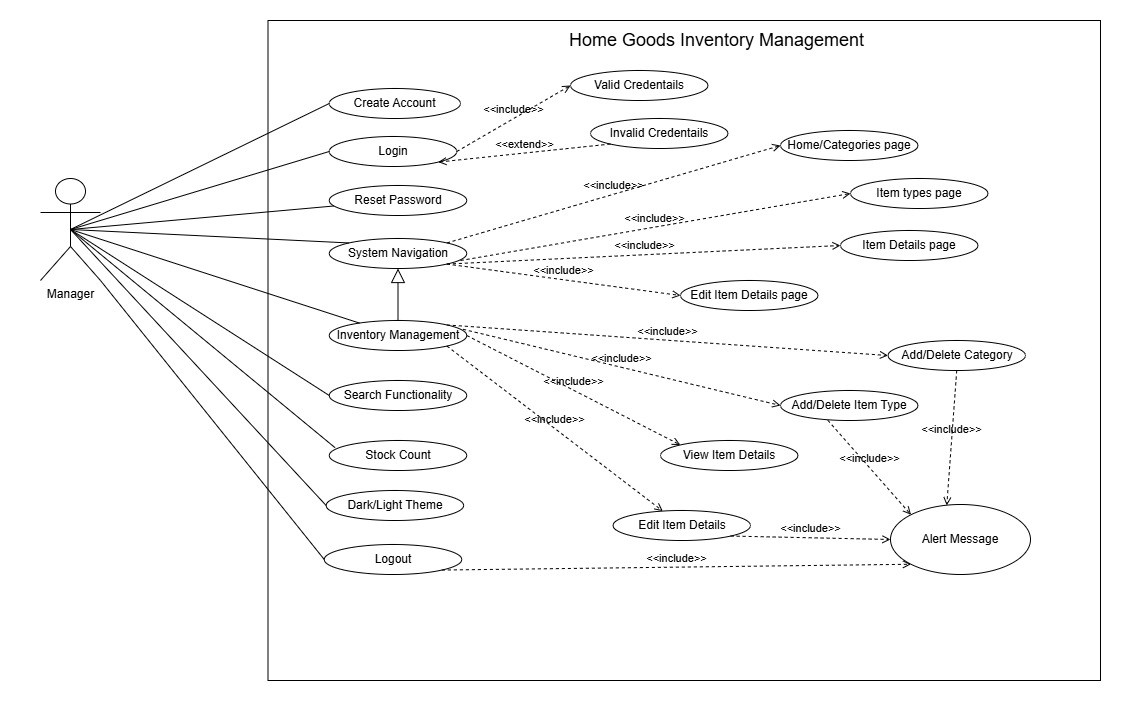 Home Goods Inventory Management
Valid Credentails
Create Account
<<include>>
Invalid Credentails
Login
<<extend>>
Home/Categories page
<<include>>
Item types page
Reset Password
<<include>>
System Navigation
<<include>>
Item Details page
<<include>>
Manager
Edit Item Details page
Inventory Management
<<include>>
Add/Delete Category
<<include>>
<<include>>
Search Functionality
Add/Delete Item Type
<<include>>
<<include>>
Stock Count
View Item Details
<<include>>
Dark/Light Theme
Edit Item Details
<<include>>
Alert Message
Logout
<<include>>